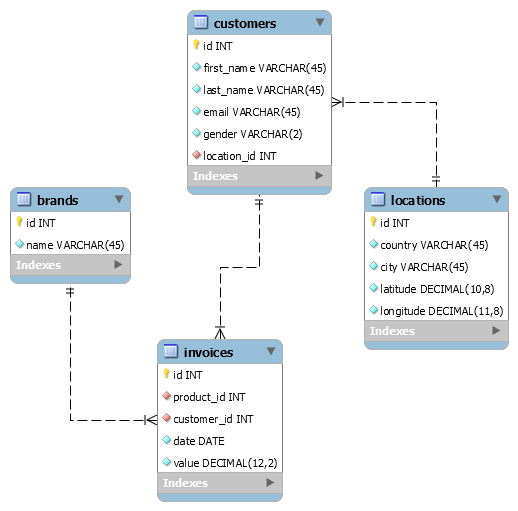 customers
id INT
first_name VARCHAR(45)
last_name VARCHAR(45)
email VARCHAR(45)
gender VARCHAR(2)
location_id INT
Indexes
brands
id INT
name VARCHAR(45)
Indexes
locations
id INT
country VARCHAR(45)
city VARCHAR(45)
latitude DECIMAL(10,8)
longitude DECIMAL(11,8)
Indexes
invoices
id INT
product_id INT
customer_id INT
date DATE
value DECIMAL(12,2)
Indexes